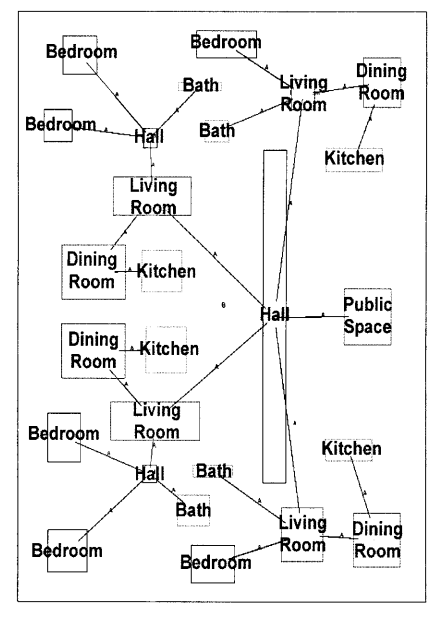 Bedroom
Bedroom
Bath
Living
Room
Dining
Room
Bedroom
Hall
Bath
Kitchen
Living
Room
Dining
Room
Kitchen
Hall
Public
Space
Dining
Room
Kitchen
Living
Room
Bedroom
Hall
Bath
Bath
Kitchen
Bedroom
Living
Room
Dining
Room
Bedroom